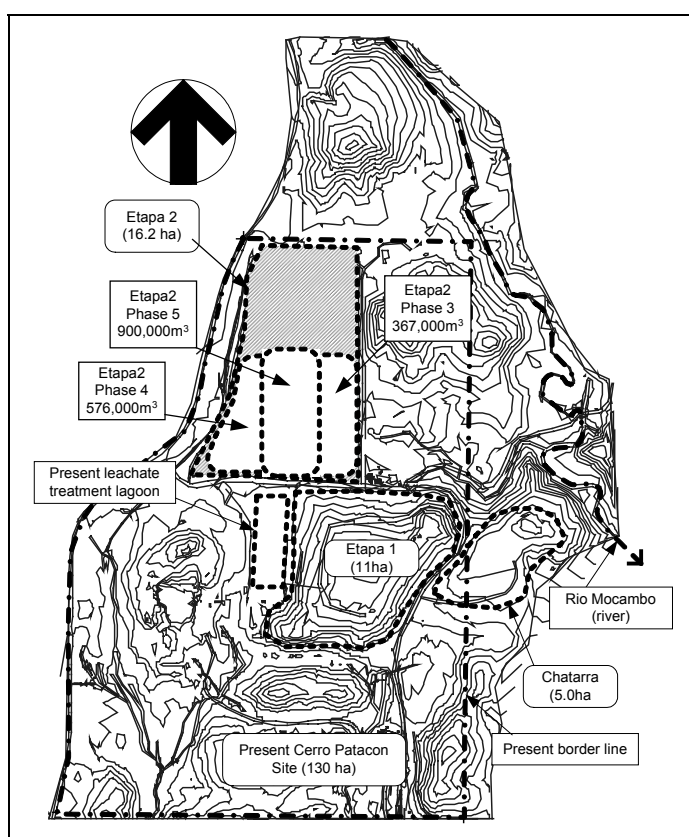 Etapa 2
(16.2 ha)
Etapa2
Phase 5
900,000m³
Etapa2
Phase 3
367,000m³
Etapa2
Phase 4
576,000m³
Present leachate
treatment lagoon
Etapa 1
(11ha)
Rio Mocambo
(river)
Chatarra
(5.0ha
Present Cerro Patacon
Site (130 ha)
Present border line